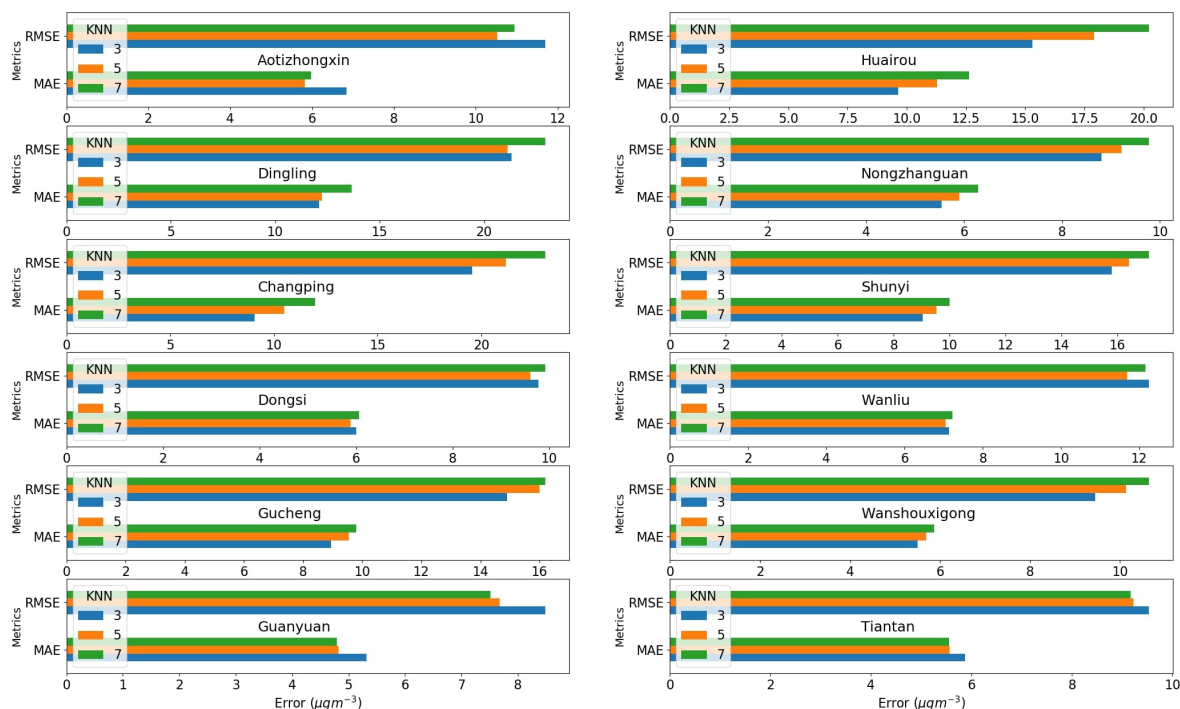 Metrics
RMSE
MAE
KNN
3
5
7
Aotizhongxin
0 2 4 6 8 10 12
Metrics
RMSE
MAE
KNN
3
5
7
Huairou
0.0 2.5 5.0 7.5 10.0 12.5 15.0 17.5 20.0
Metrics
RMSE
MAE
KNN
3
5
7
Dingling
0 5 10 15 20
Metrics
RMSE
MAE
KNN
3
5
7
Nongzhanguan
0 2 4 6 8 10
Metrics
RMSE
MAE
KNN
3
5
7
Changping
0 5 10 15 20
Metrics
RMSE
MAE
KNN
3
5
7
Shunyi
0 2 4 6 8 10 12 14 16
Metrics
RMSE
MAE
KNN
3
5
7
Dongsi
0 2 4 6 8 10
Metrics
RMSE
MAE
KNN
3
5
7
Wanliu
0 2 4 6 8 10 12
Metrics
RMSE
MAE
KNN
3
5
7
Gucheng
0 2 4 6 8 10 12 14 16
Metrics
RMSE
MAE
KNN
3
5
7
Wanshouxigong
0 2 4 6 8 10
Metrics
RMSE
MAE
KNN
3
5
7
Guanyuan
0 1 2 3 4 5 6 7 8
Error (μgm⁻³)
Metrics
RMSE
MAE
KNN
3
5
7
Tiantan
0 2 4 6 8 10
Error (μgm⁻³)